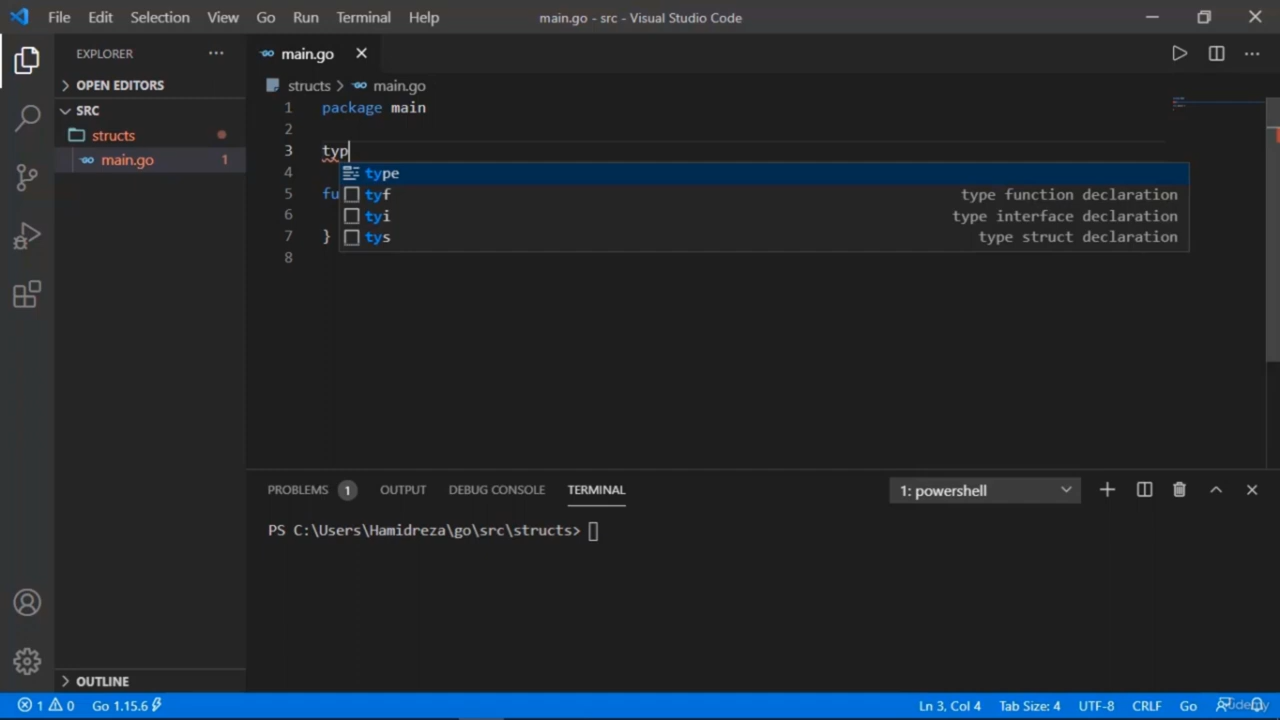 File Edit Selection View Go Run Terminal Help main.go - src - Visual Studio Code
EXPLORER
OPEN EDITORS
SRC
structs
main.go 1
main.go
structs > main.go
1 package main
2
3 typ
4 type
5 fu tyf type function declaration
6 tyi type interface declaration
7 } tys type struct declaration
8
PROBLEMS 1 OUTPUT DEBUG CONSOLE TERMINAL 1: powershell
PS C:\Users\Hamidreza\go\src\structs>
OUTLINE
1 0 Go 1.15.6 Ln 3, Col 4 Tab Size: 4 UTF-8 CRLF Go
Udemy